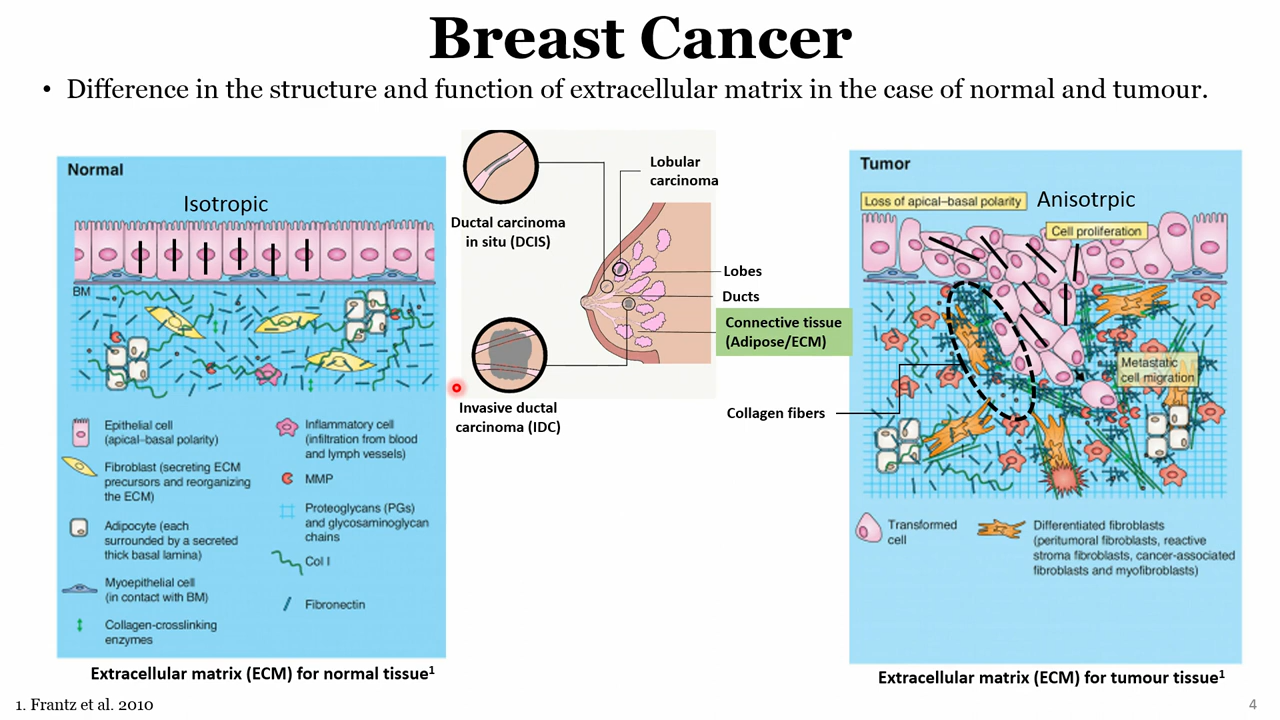 Breast Cancer
• Difference in the structure and function of extracellular matrix in the case of normal and tumour.
Normal
Isotropic
BM
Epithelial cell
(apical–basal polarity)
Fibroblast (secreting ECM
precursors and reorganizing
the ECM)
Adipocyte (each
surrounded by a secreted
thick basal lamina)
Myoepithelial cell
(in contact with BM)
Collagen-crosslinking
enzymes
Inflammatory cell
(infiltration from blood
and lymph vessels)
MMP
Proteoglycans (PGs)
and glycosaminoglycan
chains
Col I
Fibronectin
Extracellular matrix (ECM) for normal tissue1
Ductal carcinoma
in situ (DCIS)
Lobular
carcinoma
Lobes
Ducts
Connective tissue
(Adipose/ECM)
Invasive ductal
carcinoma (IDC)
Collagen fibers
Tumor
Loss of apical–basal polarity
Anisotrpic
Cell proliferation
Metastatic
cell migration
Transformed
cell
Differentiated fibroblasts
(peritumoral fibroblasts, reactive
stroma fibroblasts, cancer-associated
fibroblasts and myofibroblasts)
Extracellular matrix (ECM) for tumour tissue1
1. Frantz et al. 2010
4